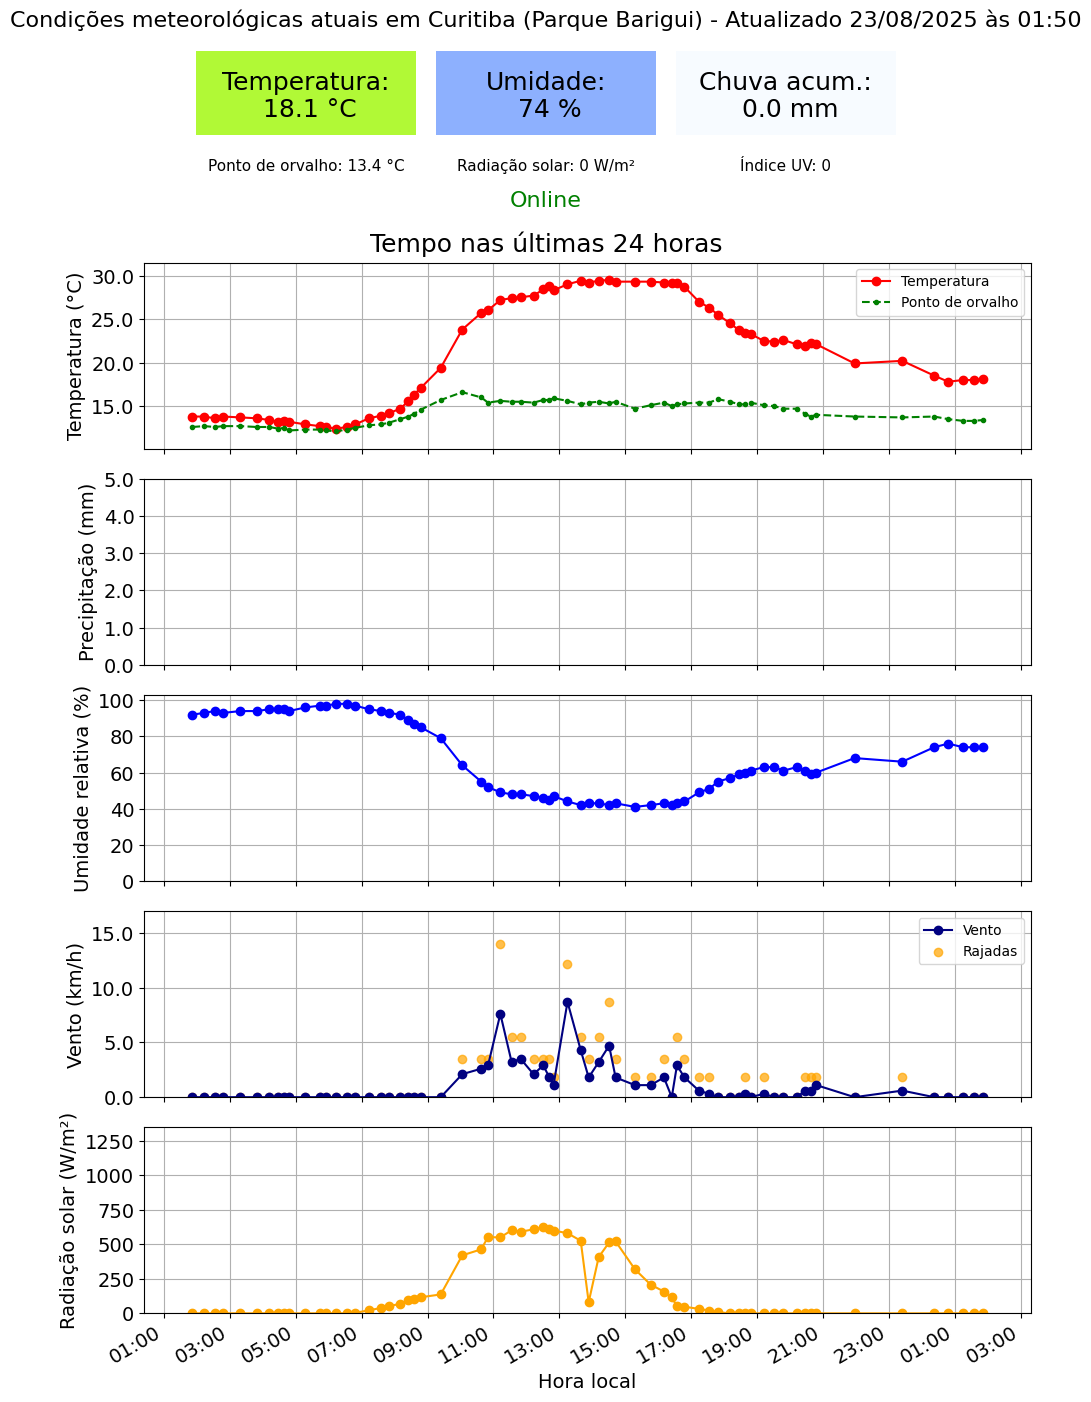 Condições meteorológicas atuais em Curitiba (Parque Barigui) - Atualizado 23/08/2025 às 01:50
Temperatura:
18.1 °C
Umidade:
74 %
Chuva acum.:
0.0 mm
Ponto de orvalho: 13.4 °C
Radiação solar: 0 W/m²
Índice UV: 0
Online
Tempo nas últimas 24 horas
Temperatura (°C)
30.0
25.0
20.0
15.0
Temperatura
Ponto de orvalho
Precipitação (mm)
5.0
4.0
3.0
2.0
1.0
0.0
Umidade relativa (%)
100
80
60
40
20
0
Vento (km/h)
15.0
10.0
5.0
0.0
Vento
Rajadas
Radiação solar (W/m²)
1250
1000
750
500
250
0
01:00 03:00 05:00 07:00 09:00 11:00 13:00 15:00 17:00 19:00 21:00 23:00 01:00 03:00
Hora local